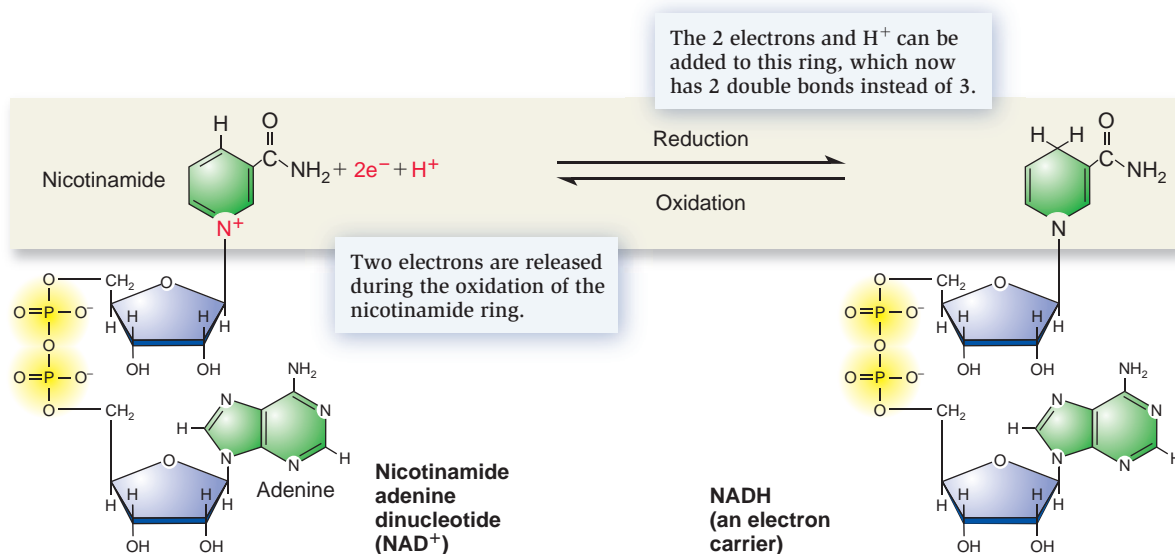 The 2 electrons and H+ can be
added to this ring, which now
has 2 double bonds instead of 3.
H
O
C
NH2 + 2e− + H+
Nicotinamide
N+
Reduction
Oxidation
H H
O
C
NH2
N
Two electrons are released
during the oxidation of the
nicotinamide ring.
O
CH2
O
O
P
O−
H
H
H
H
O
OH
OH
O
P
O−
O
CH2
NH2
N
N
H
N
N
H
O
Adenine
H
H
H
H
OH
OH
Nicotinamide
adenine
dinucleotide
(NAD+)
O
CH2
O
O
P
O−
H
H
H
H
O
OH
OH
O
P
O−
O
CH2
NH2
N
N
H
N
N
H
O
H
H
H
H
OH
OH
NADH
(an electron
carrier)